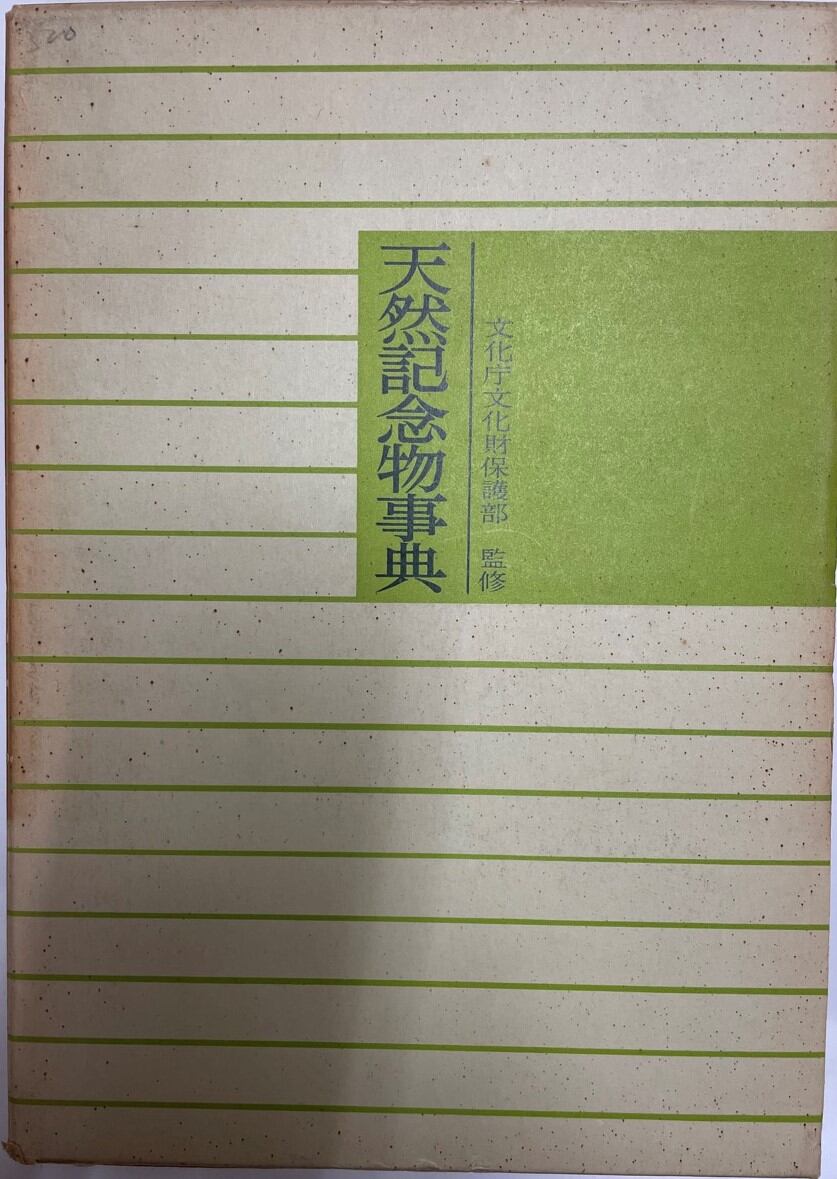 天然記念物事典
文化庁文化財保護部 監修